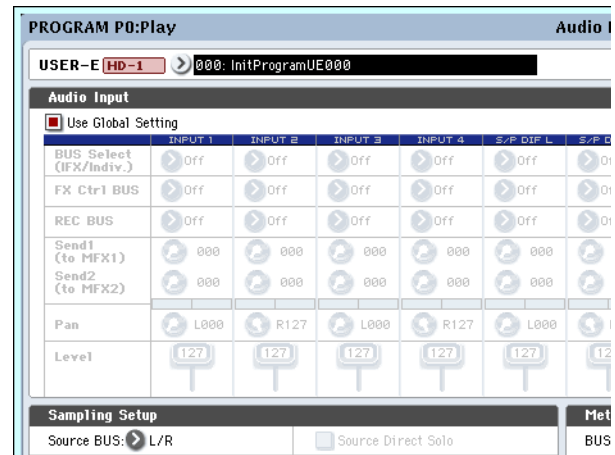 PROGRAM P0:Play Audio
USER-E HD-1 000: InitProgramUE000
Audio Input
Use Global Setting
INPUT 1 INPUT 2 INPUT 3 INPUT 4 S/P DIF L S/P
BUS Select Off Off Off Off Off
(IFX/Indiv.)
FX Ctrl BUS Off Off Off Off Off
REC BUS Off Off Off Off Off
Send1 000 000 000 000 000
(to MFX1)
Send2 000 000 000 000 000
(to MFX2)
Pan L000 R127 L000 R127 L000
Level 127 127 127 127 127
Sampling Setup Met
Source BUS: L/R Source Direct Solo BUS